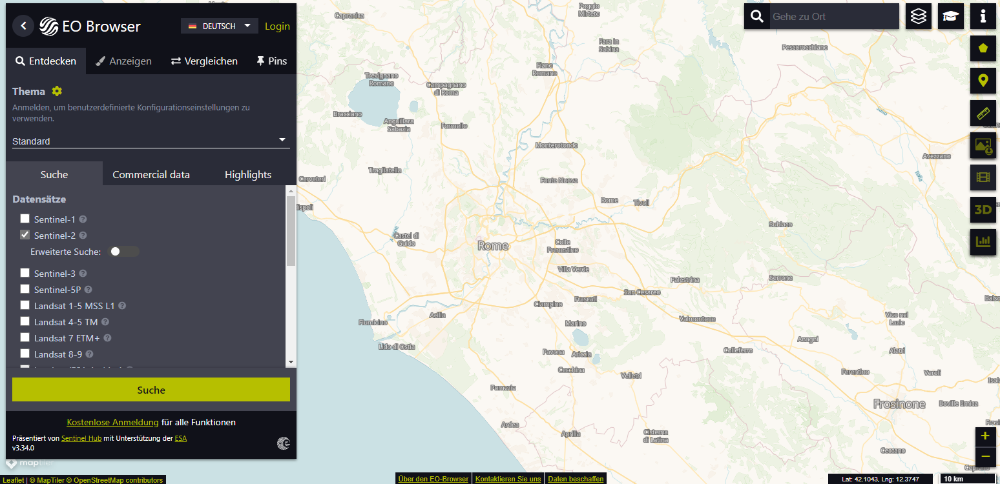 EO Browser
DEUTSCH
Login
Entdecken
Anzeigen
Vergleichen
Pins
Thema
Anmelden, um benutzerdefinierte Konfigurationseinstellungen zu
verwenden.
Standard
Suche
Commercial data
Highlights
Datensätze
Sentinel-1
Sentinel-2
Erweiterte Suche:
Sentinel-3
Sentinel-5P
Landsat 1-5 MSS L1
Landsat 4-5 TM
Landsat 7 ETM+
Landsat 8-9
Suche
Kostenlose Anmeldung für alle Funktionen
Präsentiert von Sentinel Hub mit Unterstützung der ESA
v3.34.0
maptiler
Leaflet | © MapTiler © OpenStreetMap contributors
Gehe zu Ort
3D
Capranica
Poggio
Mirteto
Fara in
Sabina
Pescorocchiano
Fiano
Romano
Trevignano
Romano
Campagnano
di Roma
Bracciano
Anguillara
Sabazia
Formello
Salto
Monterotondo
Avezzano
Tragliatella
Cerveteri
Fonte Nuova
Rome
Tivoli
Subiaco
Castel di
Guido
Rome
Colle
Prenestino
Villa Verde
Palestrina
Serrone
San Cesareo
Ciampino
Frascati
Acilia
Fiumicino
Marino
Valmontone
Vico nel
Lazio
Anagni
Lido di Ostia
Pavona
Ariccia
Colleferro
Alatri
Cecchina
Velletri
Ferentino
Veroli
Pomezia
Frosinone
Boville Ernica
Ardea
Aprilia
Cisterna
di Latina
Ceccano
+
−
Über den EO-Browser
Kontaktieren Sie uns
Daten beschaffen
Lat: 42.1043, Lng: 12.3747
10 km